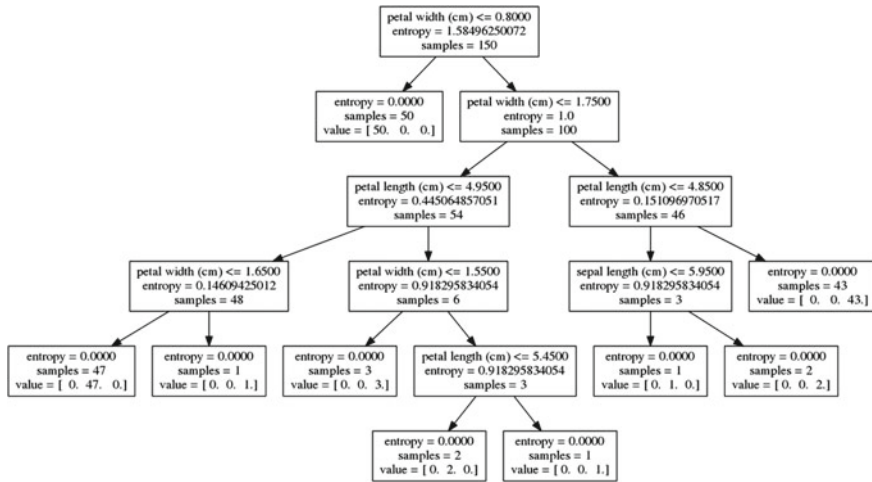 petal width (cm) <= 0.8000
entropy = 1.58496250072
samples = 150
entropy = 0.0000
samples = 50
value = [ 50. 0. 0.]
petal width (cm) <= 1.7500
entropy = 1.0
samples = 100
petal length (cm) <= 4.9500
entropy = 0.445064857051
samples = 54
petal length (cm) <= 4.8500
entropy = 0.151096970517
samples = 46
petal width (cm) <= 1.6500
entropy = 0.14609425012
samples = 48
petal width (cm) <= 1.5500
entropy = 0.918295834054
samples = 6
sepal length (cm) <= 5.9500
entropy = 0.918295834054
samples = 3
entropy = 0.0000
samples = 43
value = [ 0. 0. 43.]
entropy = 0.0000
samples = 47
value = [ 0. 47. 0.]
entropy = 0.0000
samples = 1
value = [ 0. 0. 1.]
entropy = 0.0000
samples = 3
value = [ 0. 0. 3.]
petal length (cm) <= 5.4500
entropy = 0.918295834054
samples = 3
entropy = 0.0000
samples = 1
value = [ 0. 1. 0.]
entropy = 0.0000
samples = 2
value = [ 0. 0. 2.]
entropy = 0.0000
samples = 2
value = [ 0. 2. 0.]
entropy = 0.0000
samples = 1
value = [ 0. 0. 1.]